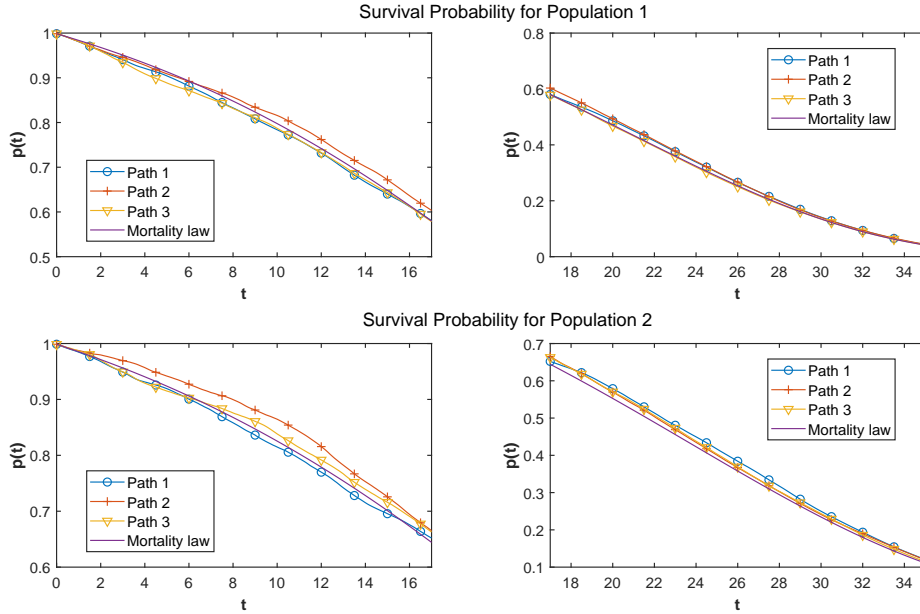 Survival Probability for Population 1
1
0.9
0.8
0.7
0.6
0.5
p(t)
Path 1
Path 2
Path 3
Mortality law
0 2 4 6 8 10 12 14 16
t
0.8
0.6
0.4
0.2
0
p(t)
Path 1
Path 2
Path 3
Mortality law
18 20 22 24 26 28 30 32 34
t
Survival Probability for Population 2
1
0.9
0.8
0.7
0.6
p(t)
Path 1
Path 2
Path 3
Mortality law
0 2 4 6 8 10 12 14 16
t
0.7
0.6
0.5
0.4
0.3
0.2
0.1
p(t)
Path 1
Path 2
Path 3
Mortality law
18 20 22 24 26 28 30 32 34
t